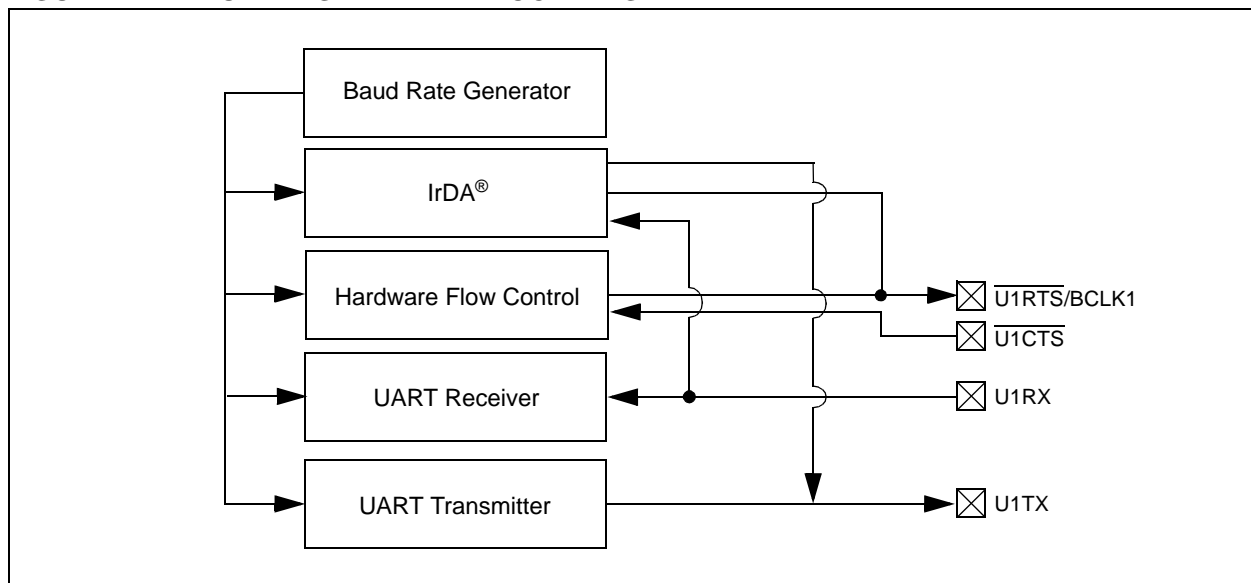 Baud Rate Generator
IrDA®
Hardware Flow Control
U1RTS/BCLK1
U1CTS
UART Receiver
U1RX
UART Transmitter
U1TX